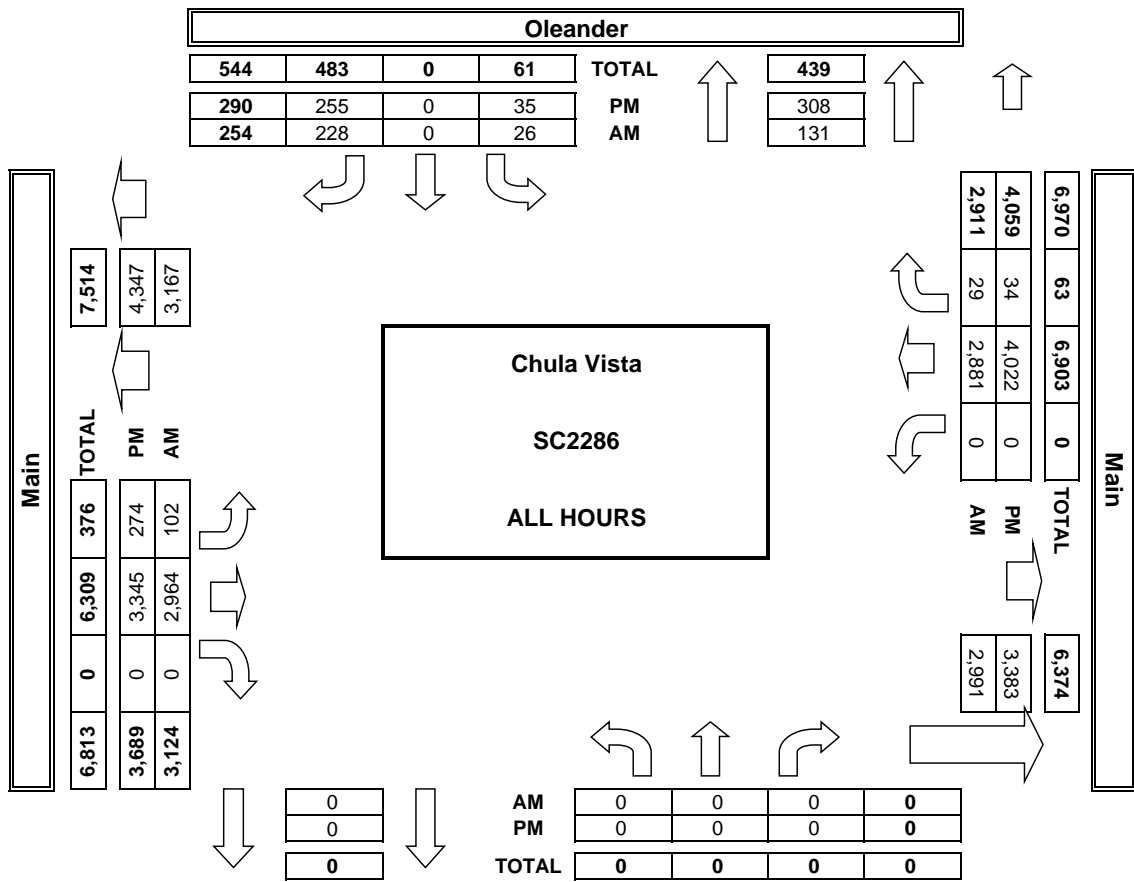 Oleander
544 483 0 61 TOTAL 439
290 255 0 35 PM 308
254 228 0 26 AM 131
Main
7,514
4,347
3,167
TOTAL 376 6,309 0 6,813
PM 274 3,345 0 3,689
AM 102 2,964 0 3,124
Chula Vista
SC2286
ALL HOURS
6,970 63 6,903 0 TOTAL 6,374
4,059 34 4,022 0 PM 3,383
2,911 29 2,881 0 AM 2,991
Main
0 AM 0 0 0 0
0 PM 0 0 0 0
0 TOTAL 0 0 0 0